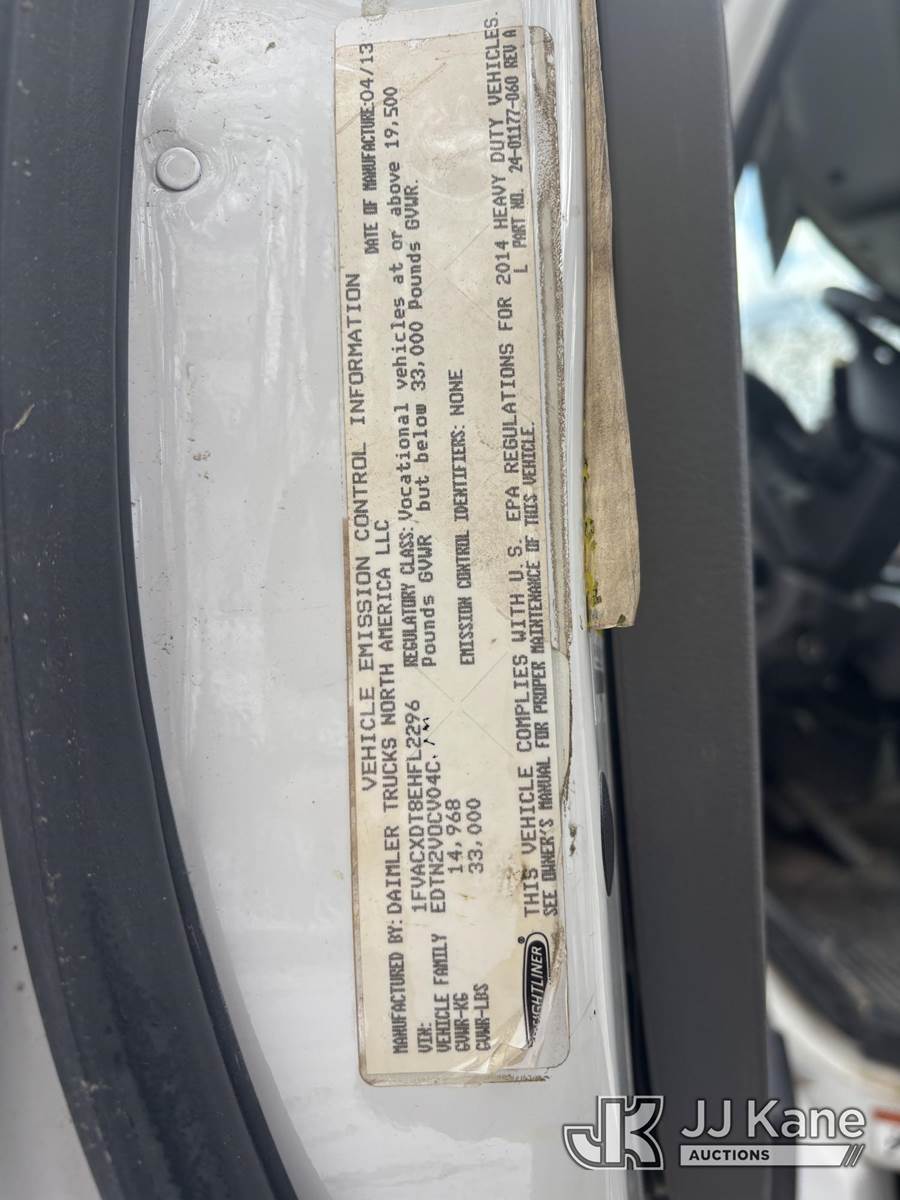 VEHICLE EMISSION CONTROL INFORMATION
MANUFACTURED BY: DAIMLER TRUCKS NORTH AMERICA LLC DATE OF MANUFACTURE: 04/13
VIN: 1FVACXDT8EHFL2296 REGULATORY CLASS: Vocational vehicles at or above 19,500
VEHICLE FAMILY EDTN2VOCV04C Pounds GVWR but below 33,000 Pounds GVWR.
GVWR-KG 14,968
GVWR-LBS 33,000 EMISSION CONTROL IDENTIFIERS: NONE
THIS VEHICLE COMPLIES WITH U.S. EPA REGULATIONS FOR 2014 HEAVY DUTY VEHICLES.
SEE OWNER'S MANUAL FOR PROPER MAINTENANCE OF THIS VEHICLE. L PART NO. 24-01177-060 REV A
FREIGHTLINER®
JK JJ Kane
AUCTIONS